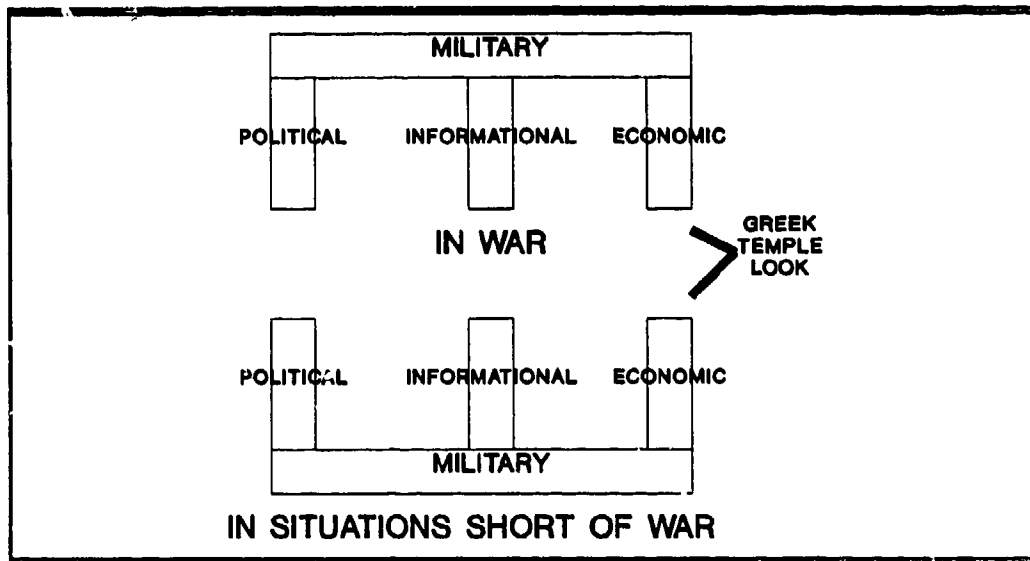 MILITARY
POLITICAL INFORMATIONAL ECONOMIC
IN WAR
GREEK
TEMPLE
LOOK
POLITICAL INFORMATIONAL ECONOMIC
MILITARY
IN SITUATIONS SHORT OF WAR